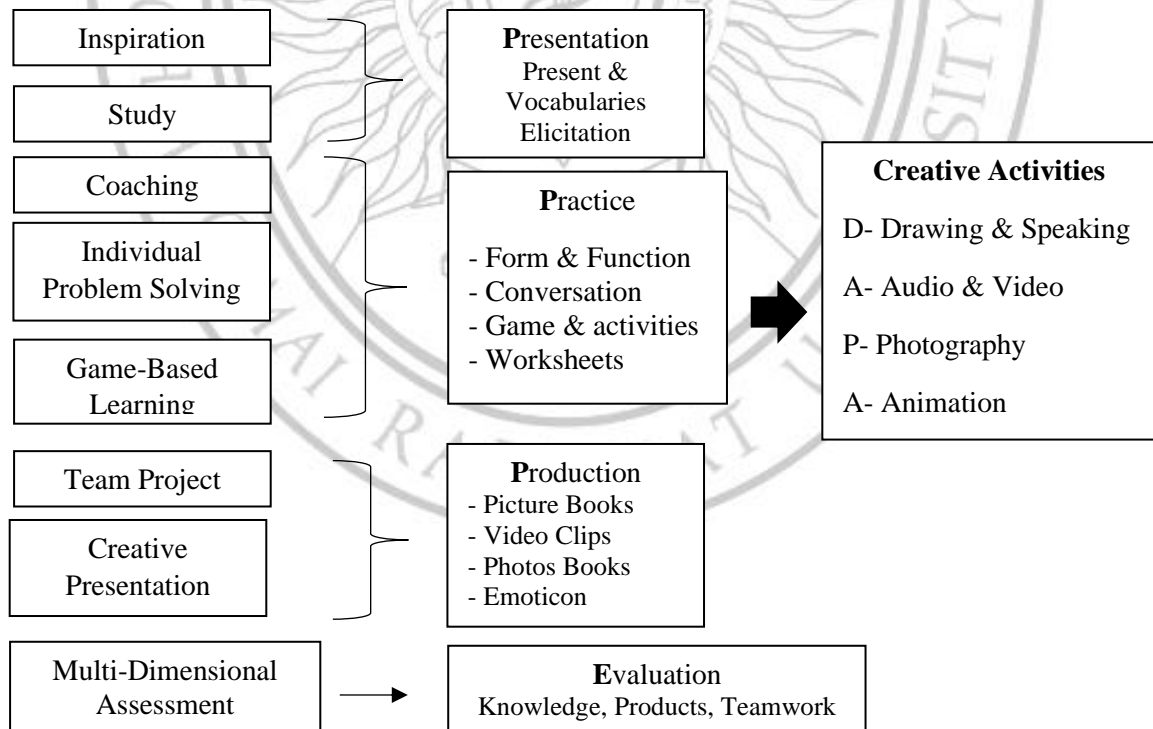 Inspiration
Study
Coaching
Individual
Problem Solving
Game-Based
Learning
Team Project
Creative
Presentation
Multi-Dimensional
Assessment
Presentation
Present &
Vocabularies
Elicitation
Practice
- Form & Function
- Conversation
- Game & activities
- Worksheets
Production
- Picture Books
- Video Clips
- Photos Books
- Emoticon
Evaluation
Knowledge, Products, Teamwork
Creative Activities
D- Drawing & Speaking
A- Audio & Video
P- Photography
A- Animation